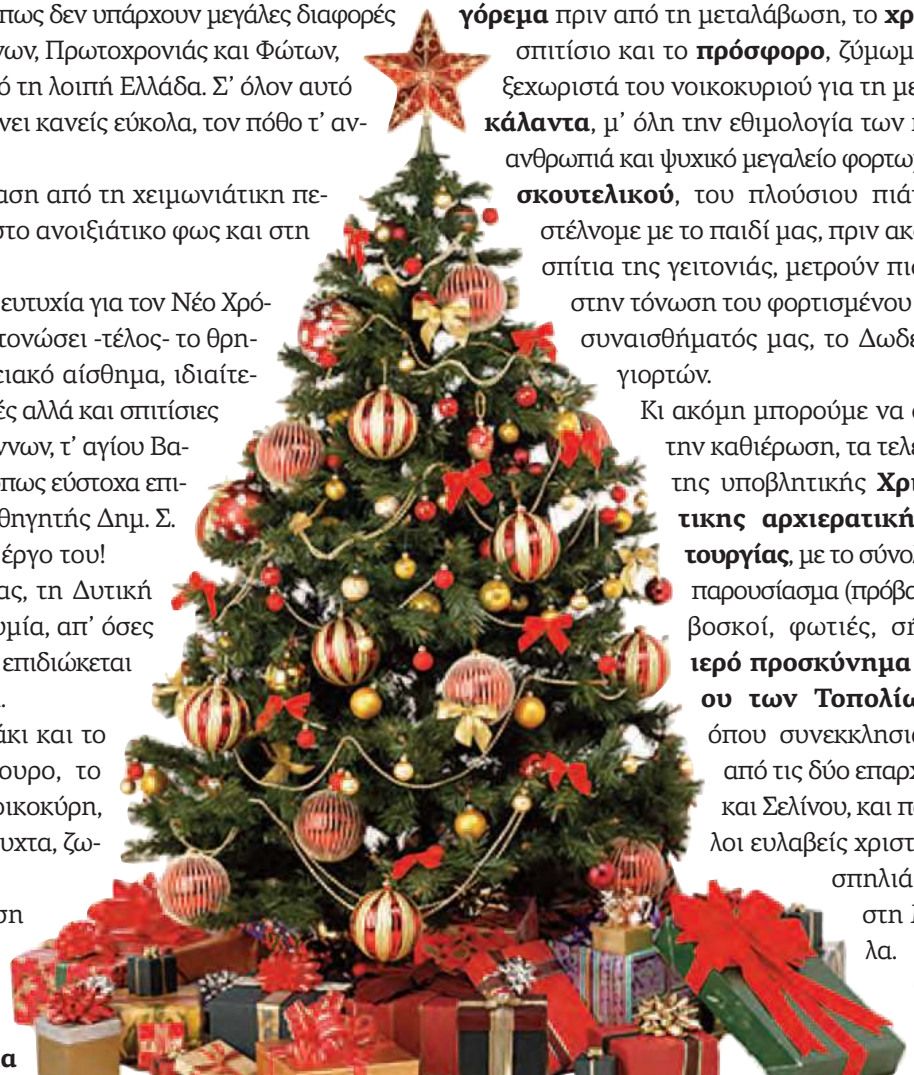 πως δεν υπάρχουν μεγάλες διαφορές
νων, Πρωτοχρονιάς και Φώτων,
ό τη λοιπή Ελλάδα. Σ’ όλον αυτό
νει κανείς εύκολα, τον πόθο τ’ αν-
αση από τη χειμωνιάτικη πε-
στο ανοιξιάτικο φως και στη
ευτυχία για τον Νέο Χρό-
τονώσει -τέλος- το θρη-
ειακό αίσθημα, ιδιαίτε-
ές αλλά και σπιτίσιες
ννων, τ’ αγίου Βα-
πως εύστοχα επι-
θηγητής Δημ. Σ.
έργο του!
ας, τη Δυτική
υμία, απ’ όσες
επιδιώκεται
άκι και το
ουρο, το
οικοκύρη,
υχτα, ζω-
ση
α
γόρεμα πριν από τη μεταλάβωση, το χρ
σπιτίσιο και το πρόσφορο, ζύμωμ
ξεχωριστά του νοικοκυριού για τη με
κάλαντα, μ’ όλη την εθιμολογία των
ανθρωπιά και ψυχικό μεγαλείο φορτω
σκουτελικού, του πλούσιου πιάτ
στέλνομε με το παιδί μας, πριν ακ
σπίτια της γειτονιάς, μετρούν πι
στην τόνωση του φορτισμένου
συναισθήματός μας, το Δωδε
γιορτών.
Κι ακόμη μπορούμε να
την καθιέρωση, τα τελε
της υποβλητικής Χρι
τικης αρχιερατική
τουργίας, με το σύνολ
παρουσίασμα (πρόβα
βοσκοί, φωτιές, σή
ιερό προσκύνημα
ου των Τοπολίω
όπου συνεκκλησι
από τις δύο επαρχ
και Σελίνου, και π
λοι ευλαβείς χριστ
σπηλιά
στη
λα.